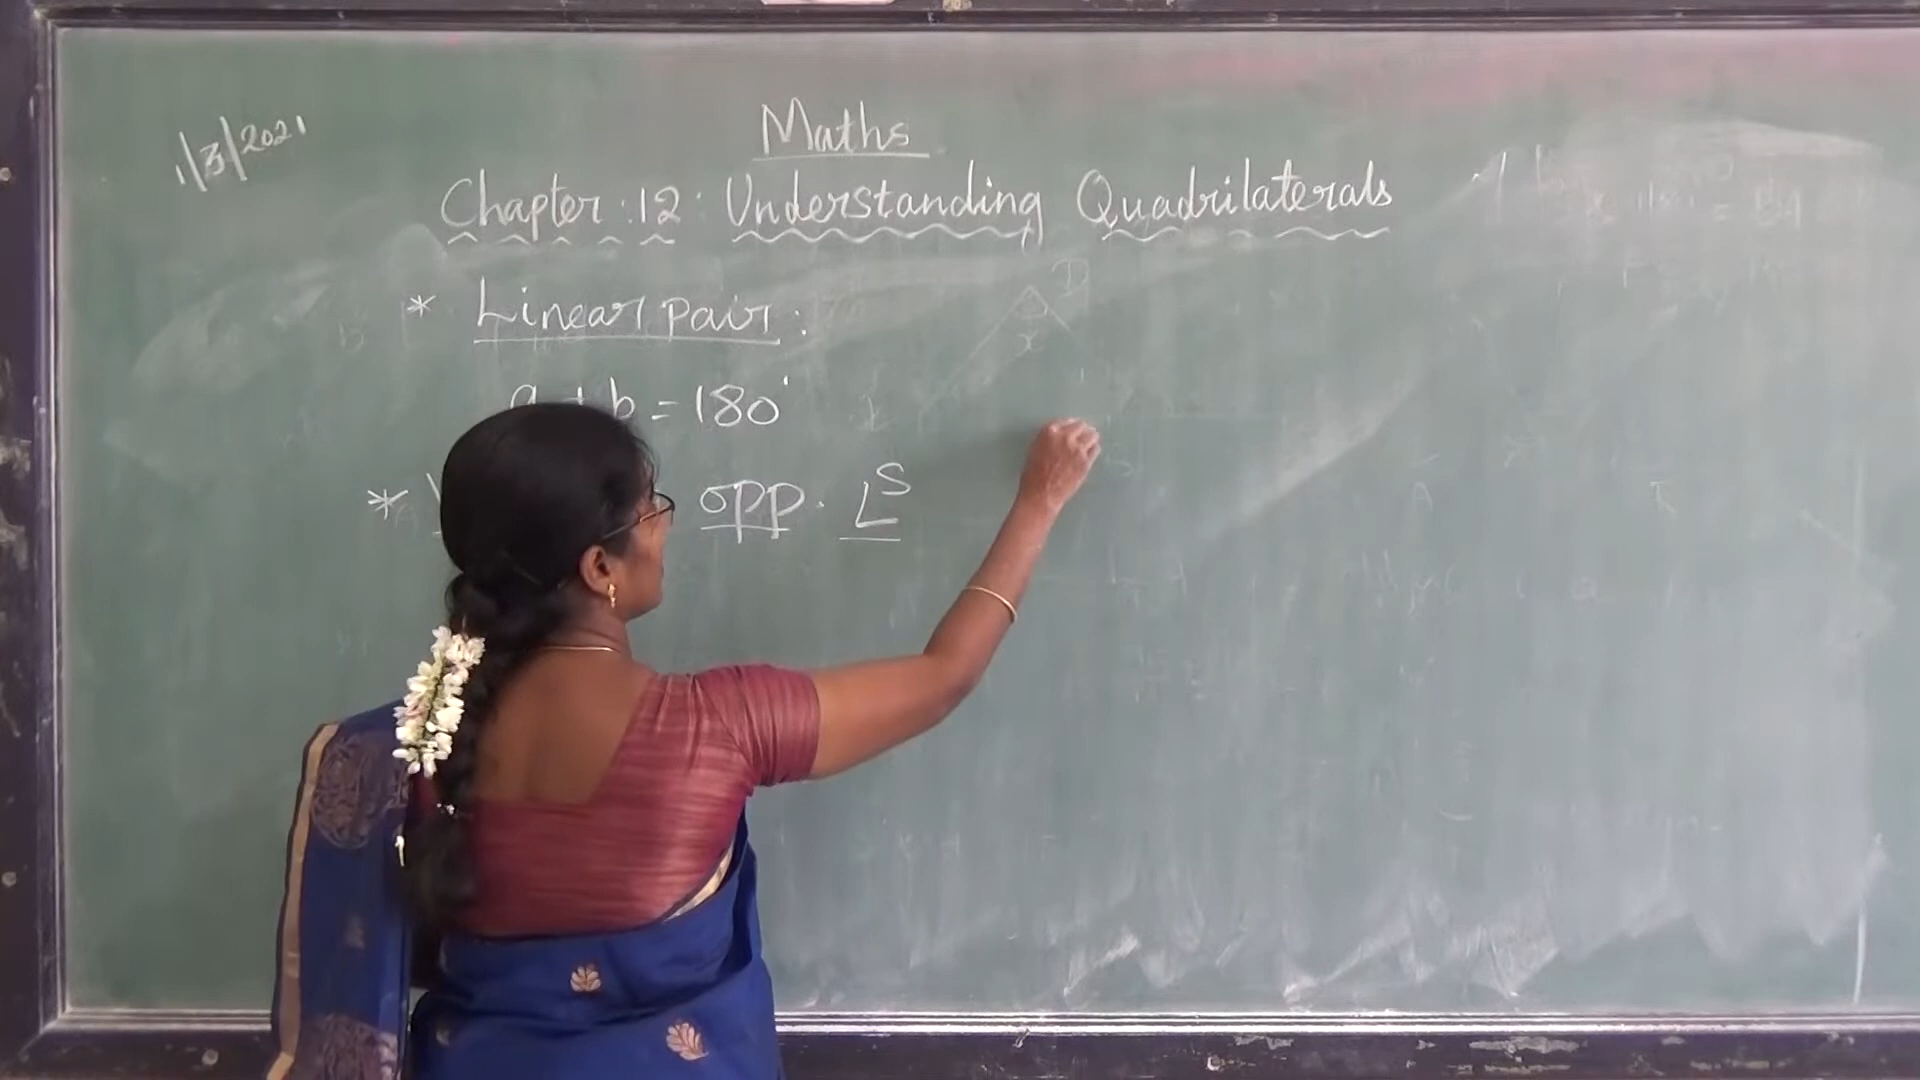 1/3/2021
Maths
Chapter : 12 : Understanding Quadrilaterals
* Linear pair :
a + b = 180°
* opp. ∠S